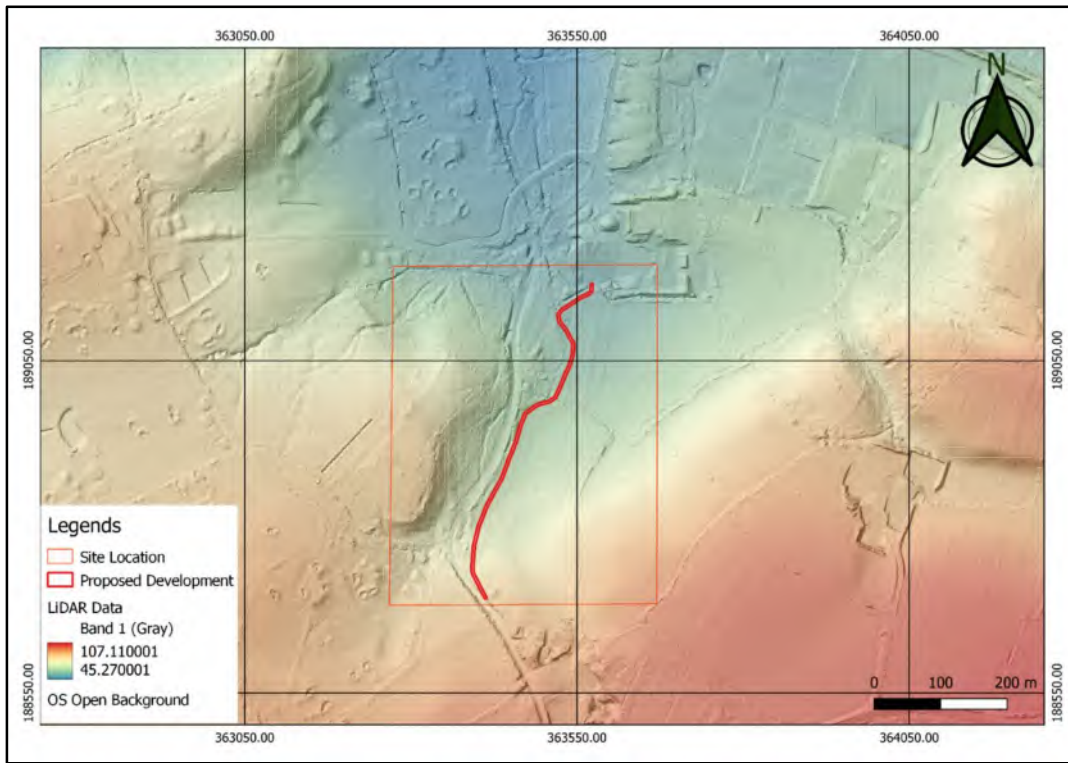 363050.00 363550.00 364050.00
N
189050.00 189050.00
Legends
Site Location
Proposed Development
LiDAR Data
Band 1 (Gray)
107.110001
45.270001
OS Open Background
188550.00 188550.00
0 100 200 m
363050.00 363550.00 364050.00